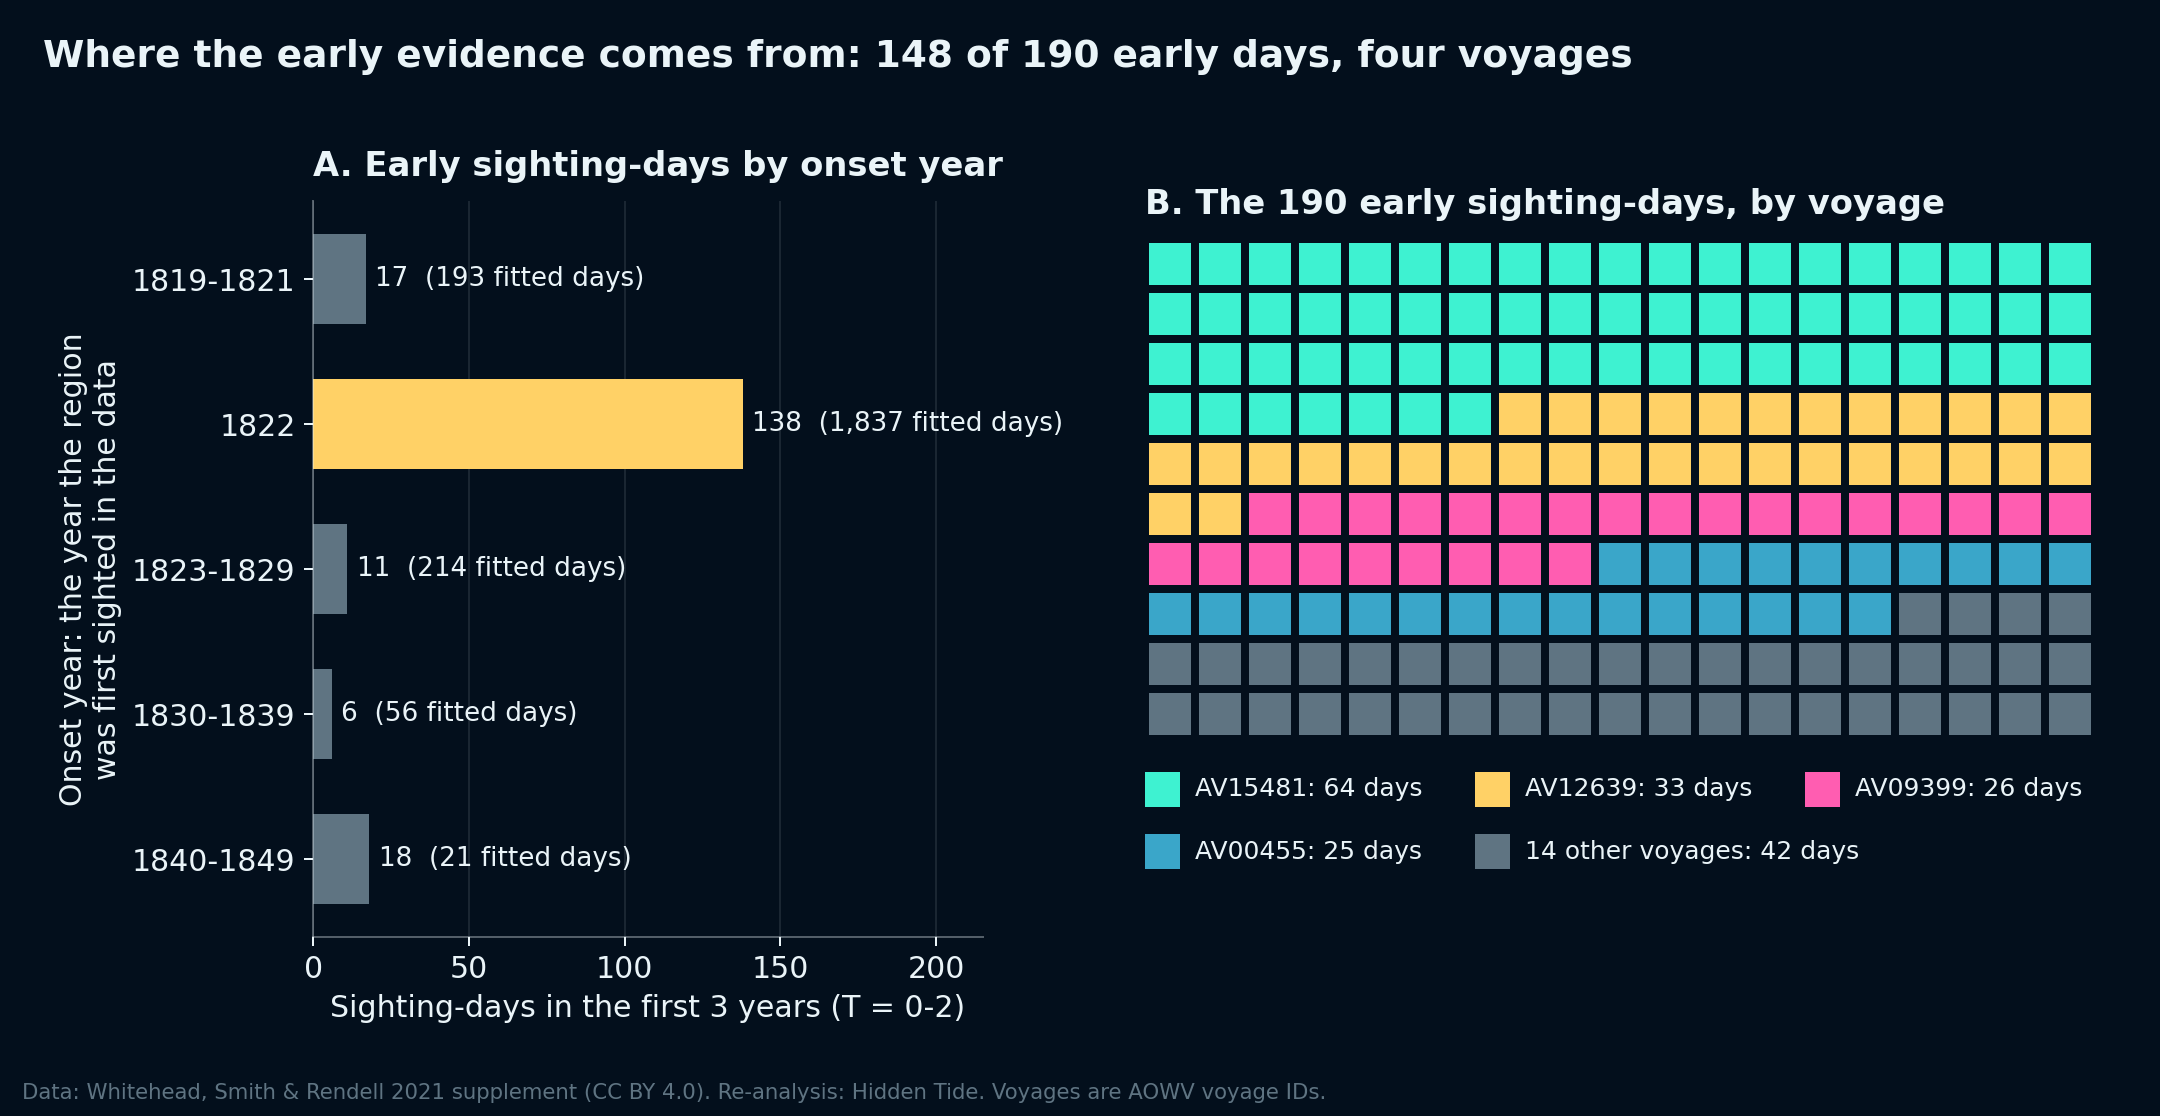 Where the early evidence comes from: 148 of 190 early days, four voyages
A. Early sighting-days by onset year
Onset year: the year the region
was first sighted in the data
1819-1821
17 (193 fitted days)
1822
138 (1,837 fitted days)
1823-1829
11 (214 fitted days)
1830-1839
6 (56 fitted days)
1840-1849
18 (21 fitted days)
0 50 100 150 200
Sighting-days in the first 3 years (T = 0-2)
B. The 190 early sighting-days, by voyage
AV15481: 64 days
AV12639: 33 days
AV09399: 26 days
AV00455: 25 days
14 other voyages: 42 days
Data: Whitehead, Smith & Rendell 2021 supplement (CC BY 4.0). Re-analysis: Hidden Tide. Voyages are AOWV voyage IDs.